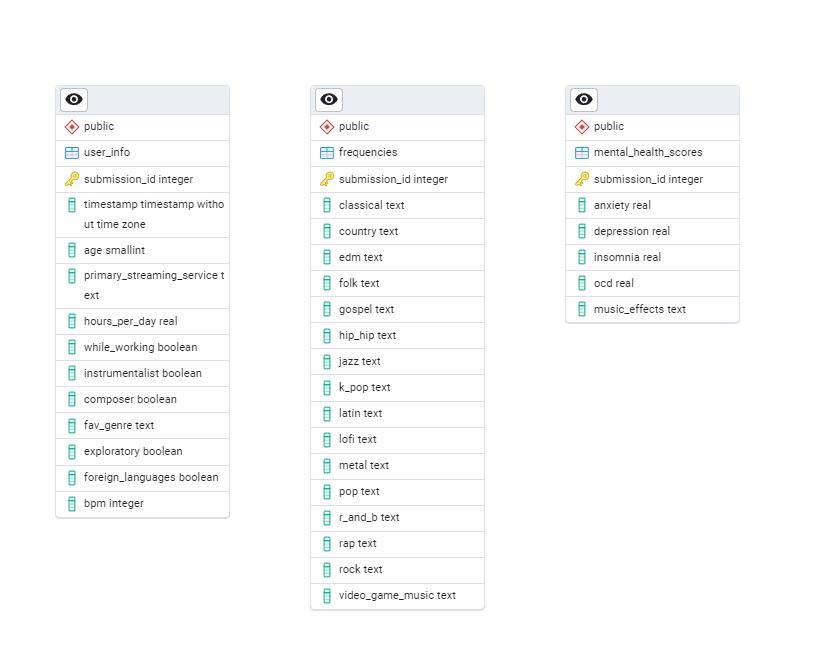 public
user_info
submission_id integer
timestamp timestamp witho
ut time zone
age smallint
primary_streaming_service t
ext
hours_per_day real
while_working boolean
instrumentalist boolean
composer boolean
fav_genre text
exploratory boolean
foreign_languages boolean
bpm integer
public
frequencies
submission_id integer
classical text
country text
edm text
folk text
gospel text
hip_hip text
jazz text
k_pop text
latin text
lofi text
metal text
pop text
r_and_b text
rap text
rock text
video_game_music text
public
mental_health_scores
submission_id integer
anxiety real
depression real
insomnia real
ocd real
music_effects text